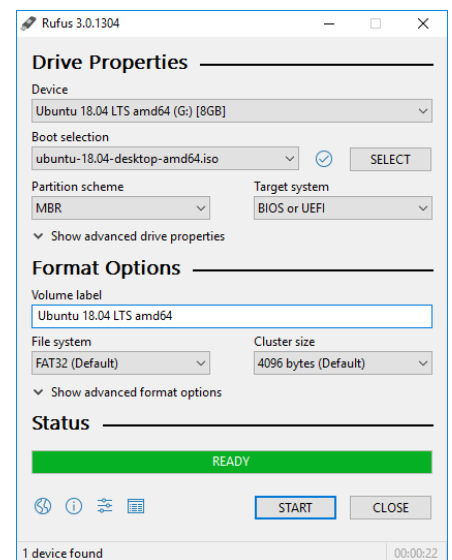 Rufus 3.0.1304
Drive Properties
Device
Ubuntu 18.04 LTS amd64 (G:) [8GB]
Boot selection
ubuntu-18.04-desktop-amd64.iso
SELECT
Partition scheme
Target system
MBR
BIOS or UEFI
Show advanced drive properties
Format Options
Volume label
Ubuntu 18.04 LTS amd64
File system
Cluster size
FAT32 (Default)
4096 bytes (Default)
Show advanced format options
Status
READY
START
CLOSE
1 device found
00:00:22